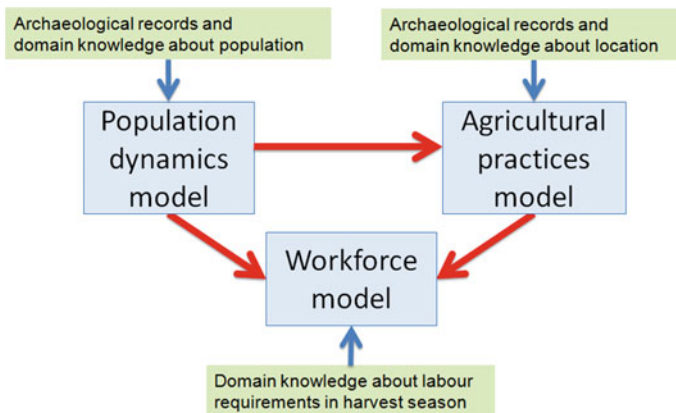 Archaeological records and
domain knowledge about population
Archaeological records and
domain knowledge about location
Population
dynamics
model
Agricultural
practices
model
Workforce
model
Domain knowledge about labour
requirements in harvest season